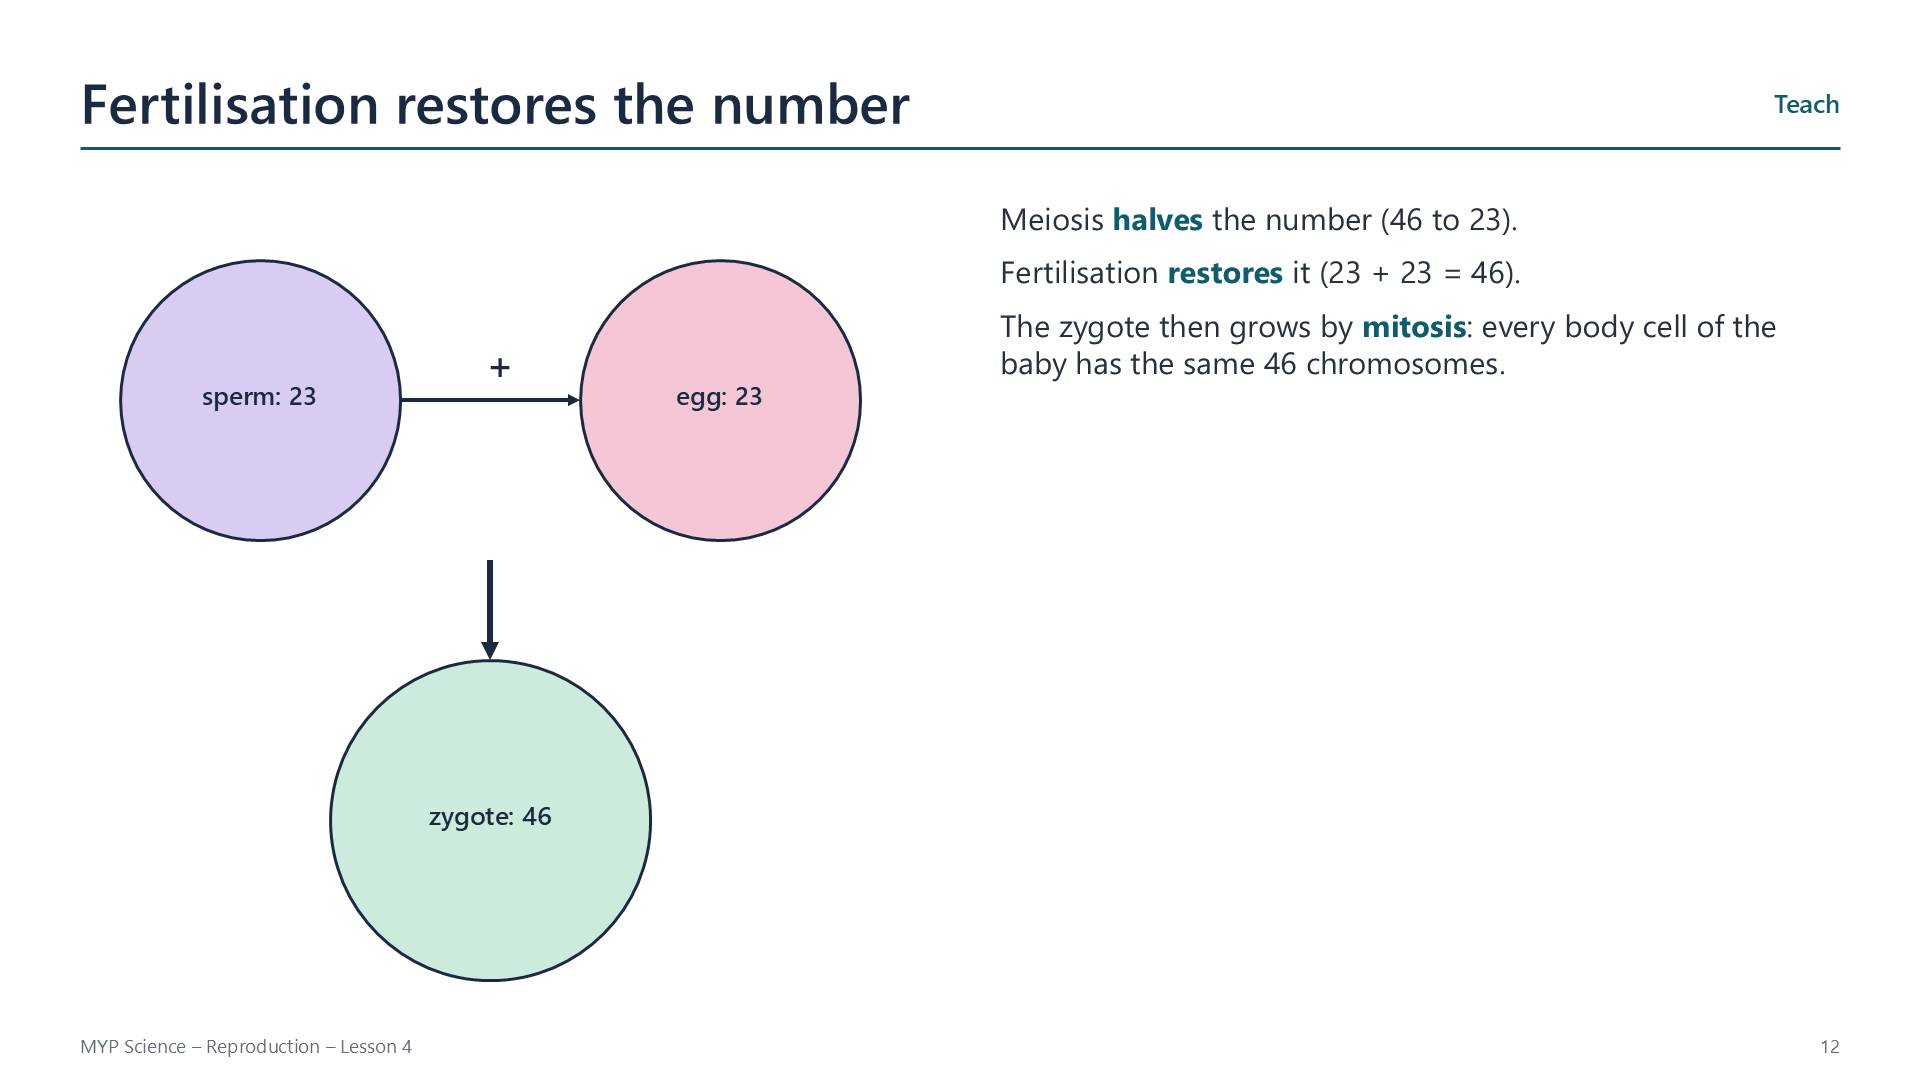 Fertilisation restores the number
Teach
sperm: 23
+
egg: 23
zygote: 46
Meiosis halves the number (46 to 23).
Fertilisation restores it (23 + 23 = 46).
The zygote then grows by mitosis: every body cell of the
baby has the same 46 chromosomes.
MYP Science – Reproduction – Lesson 4
12